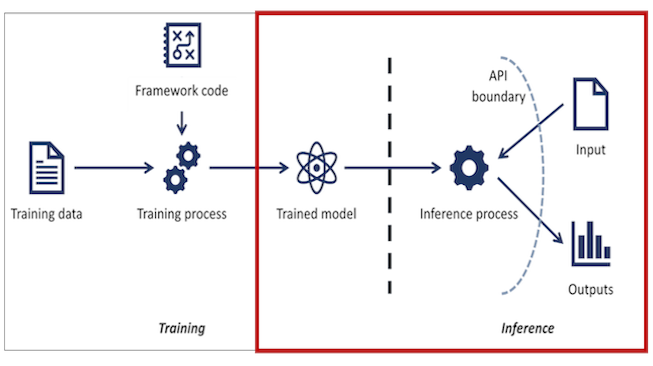 Framework code
API
boundary
Input
Training data
Training process
Trained model
Inference process
Outputs
Training
Inference